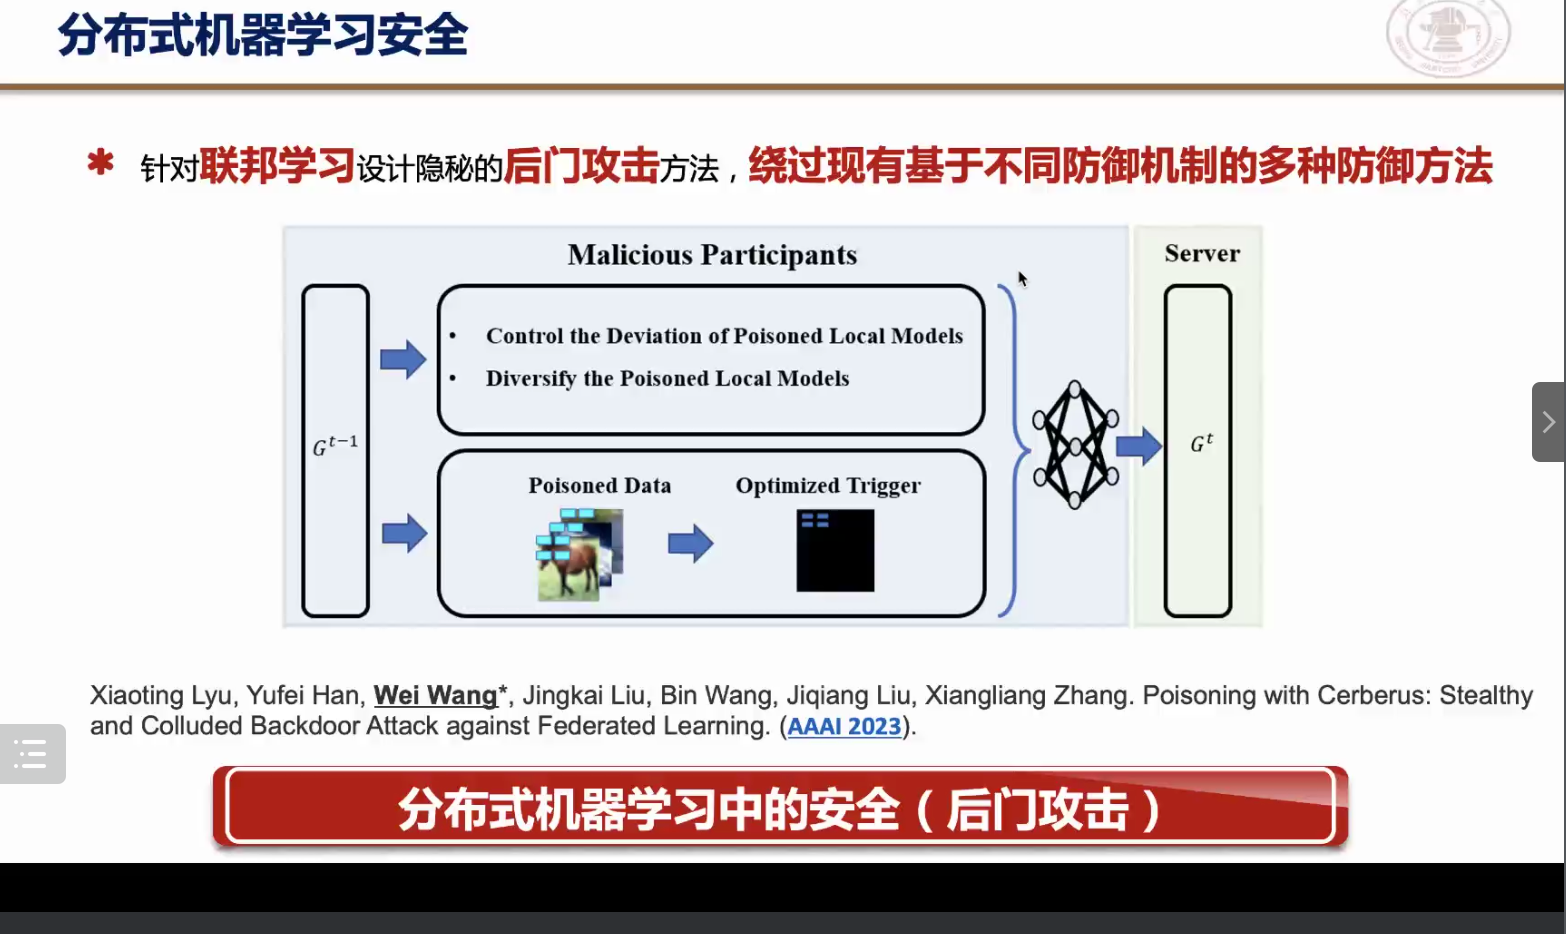 分布式机器学习安全
* 针对联邦学习设计隐秘的后门攻击方法，绕过现有基于不同防御机制的多种防御方法
Malicious Participants
Server
• Control the Deviation of Poisoned Local Models
• Diversify the Poisoned Local Models
G^{t−1}
G^t
Poisoned Data
Optimized Trigger
Xiaoting Lyu, Yufei Han, Wei Wang*, Jingkai Liu, Bin Wang, Jiqiang Liu, Xiangliang Zhang. Poisoning with Cerberus: Stealthy
and Colluded Backdoor Attack against Federated Learning. (AAAI 2023).
分布式机器学习中的安全（后门攻击）